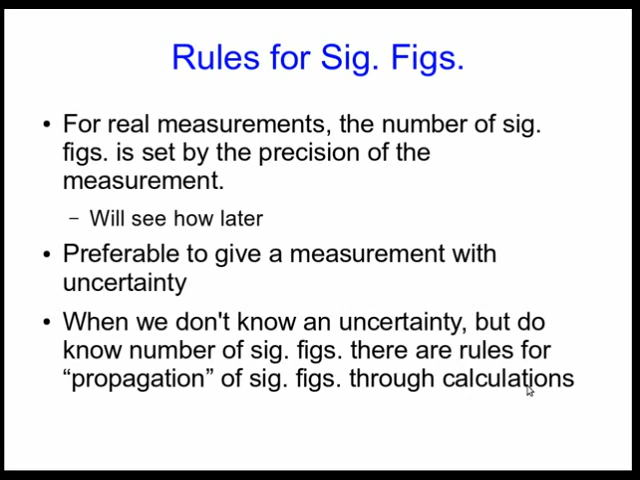 Rules for Sig. Figs.
• For real measurements, the number of sig.
figs. is set by the precision of the
measurement.
– Will see how later
• Preferable to give a measurement with
uncertainty
• When we don't know an uncertainty, but do
know number of sig. figs. there are rules for
“propagation” of sig. figs. through calculations